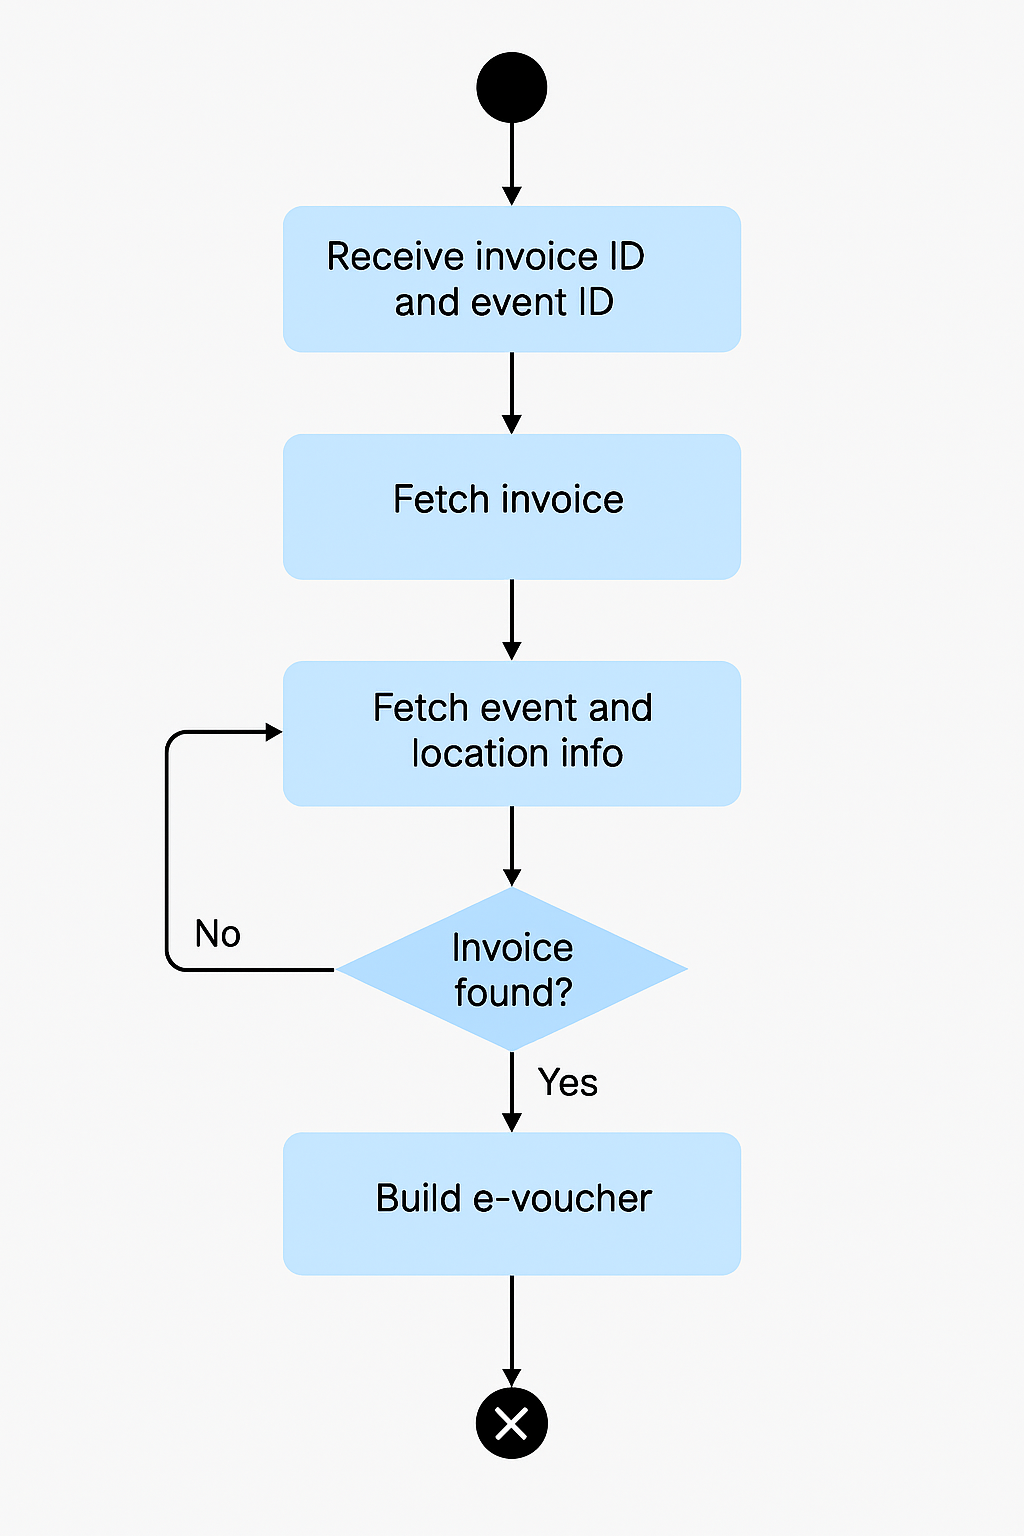 Receive invoice ID
and event ID
Fetch invoice
Fetch event and
location info
No
Invoice
found?
Yes
Build e-voucher